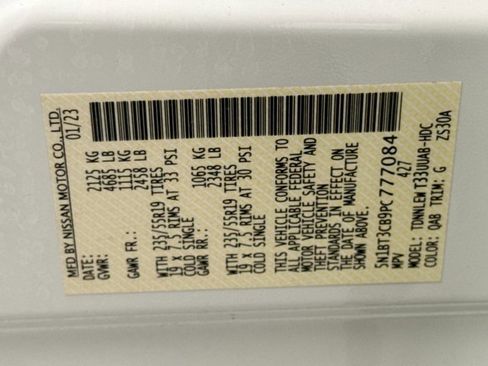 MFD.BY NISSAN MOTOR CO., LTD.
DATE: 01/23
GVWR: 2125 KG
4685 LB
GAWR FR.: 1115 KG
2458 LB
WITH 235/55R19
19 x 7.5 RIMS AT 33 PSI
COLD SINGLE
GAWR RR.: 1065 KG
2348 LB
WITH 235/55R19
19 x 7.5 RIMS AT 30 PSI
COLD SINGLE
THIS VEHICLE CONFORMS TO
ALL APPLICABLE FEDERAL
MOTOR VEHICLE SAFETY AND
THEFT PREVENTION
STANDARDS IN EFFECT ON
THE DATE OF MANUFACTURE
SHOWN ABOVE.
5N1BT3CB9PC777084
MPV 427
MODEL: TDNNLEW T33UUA8-HDC
COLOR: QAB TRIM: G ZS30A